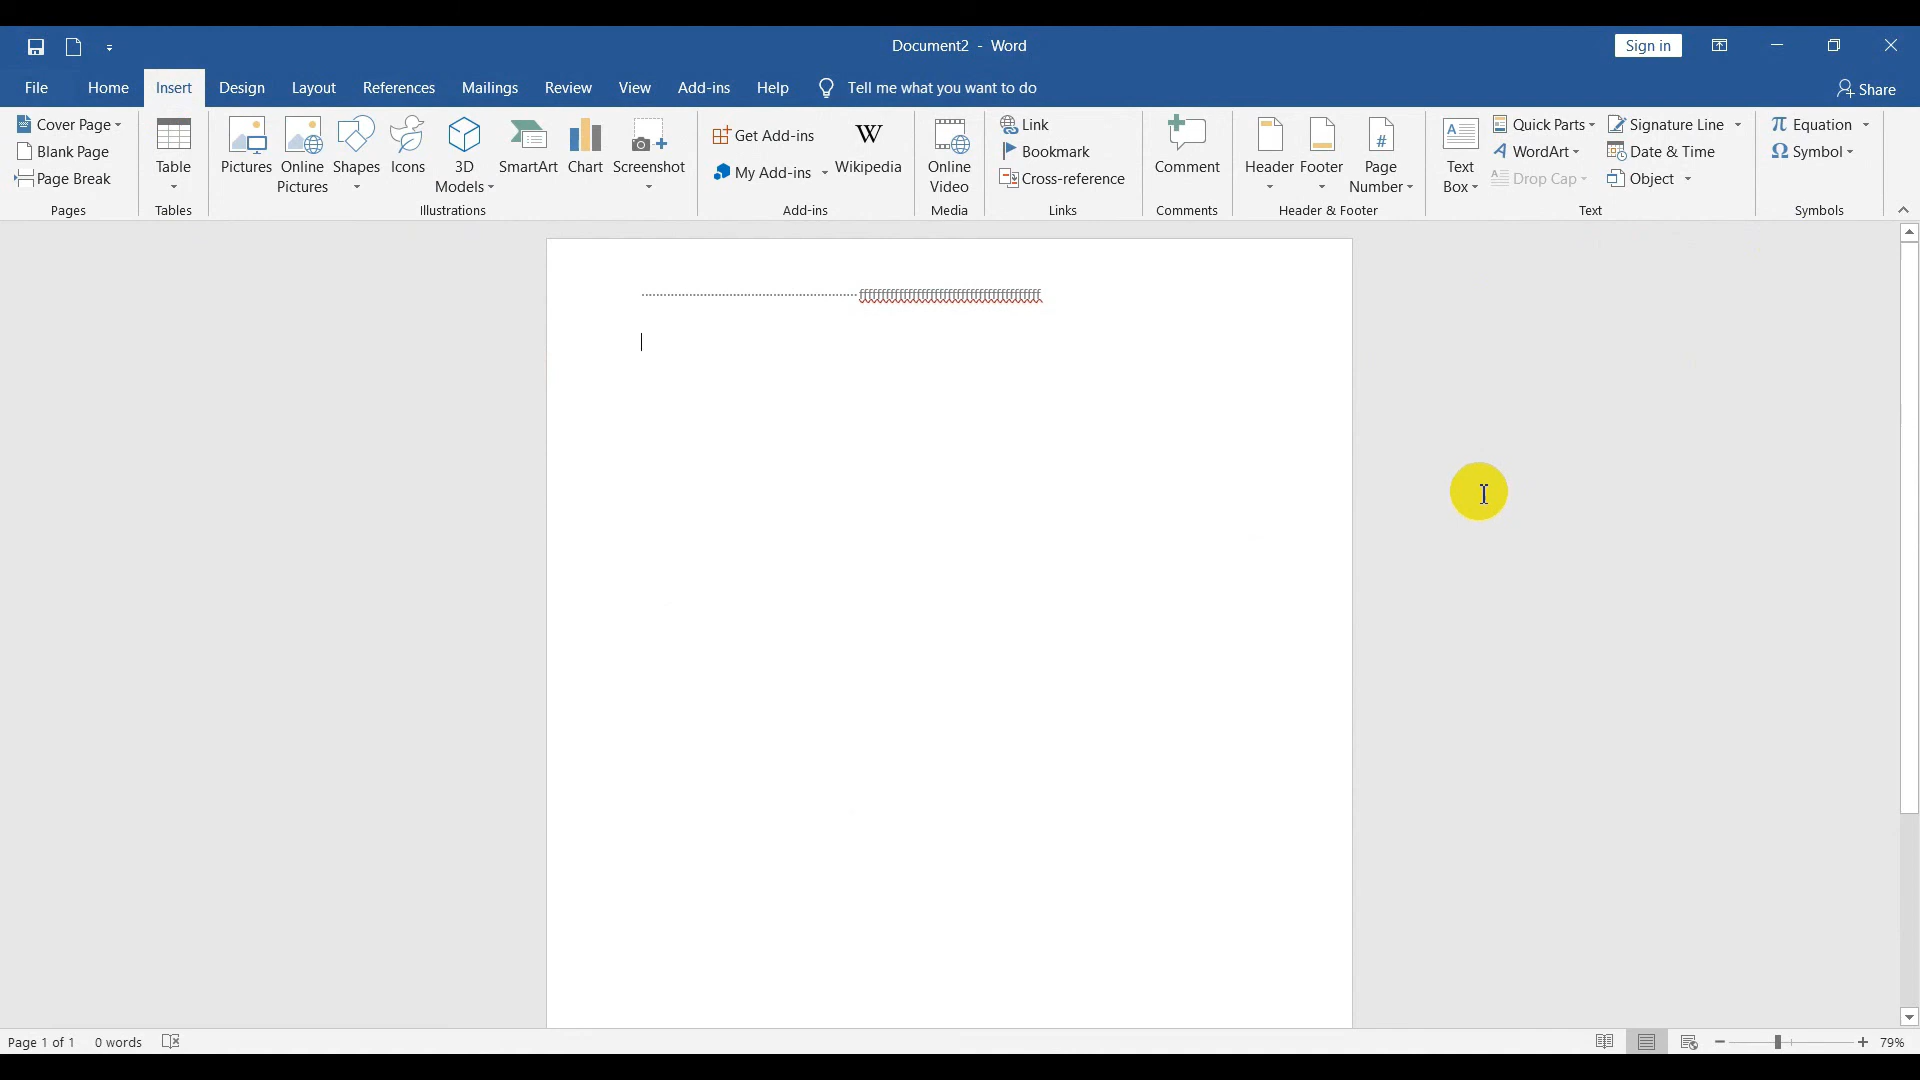 Document2 - Word
Sign in
File Home Insert Design Layout References Mailings Review View Add-ins Help Tell me what you want to do
Share
Cover Page
Blank Page
Page Break
Pages
Table
Tables
Pictures
Online Pictures
Shapes
Icons
3D Models
SmartArt
Chart
Screenshot
Illustrations
Get Add-ins
My Add-ins
W
Wikipedia
Add-ins
Online Video
Media
Link
Bookmark
Cross-reference
Links
Comment
Comments
Header
Footer
#
Page Number
Header & Footer
A
Text Box
Quick Parts
WordArt
Drop Cap
Signature Line
Date & Time
Object
Text
π Equation
Ω Symbol
Symbols
Page 1 of 1 0 words
79%